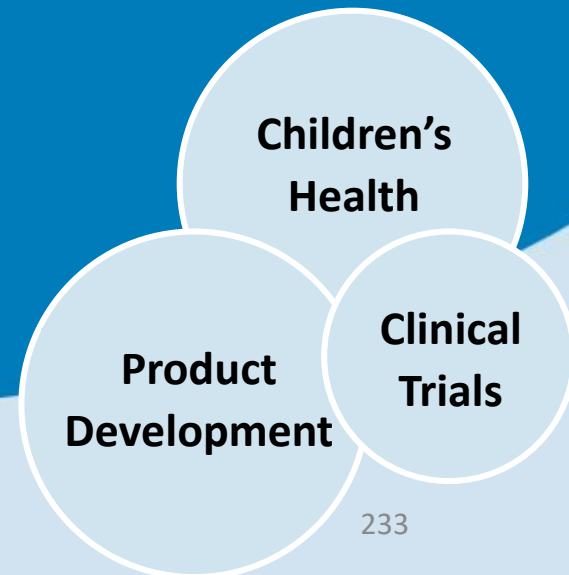 Children’s
Health
Clinical
Trials
Product
Development
233